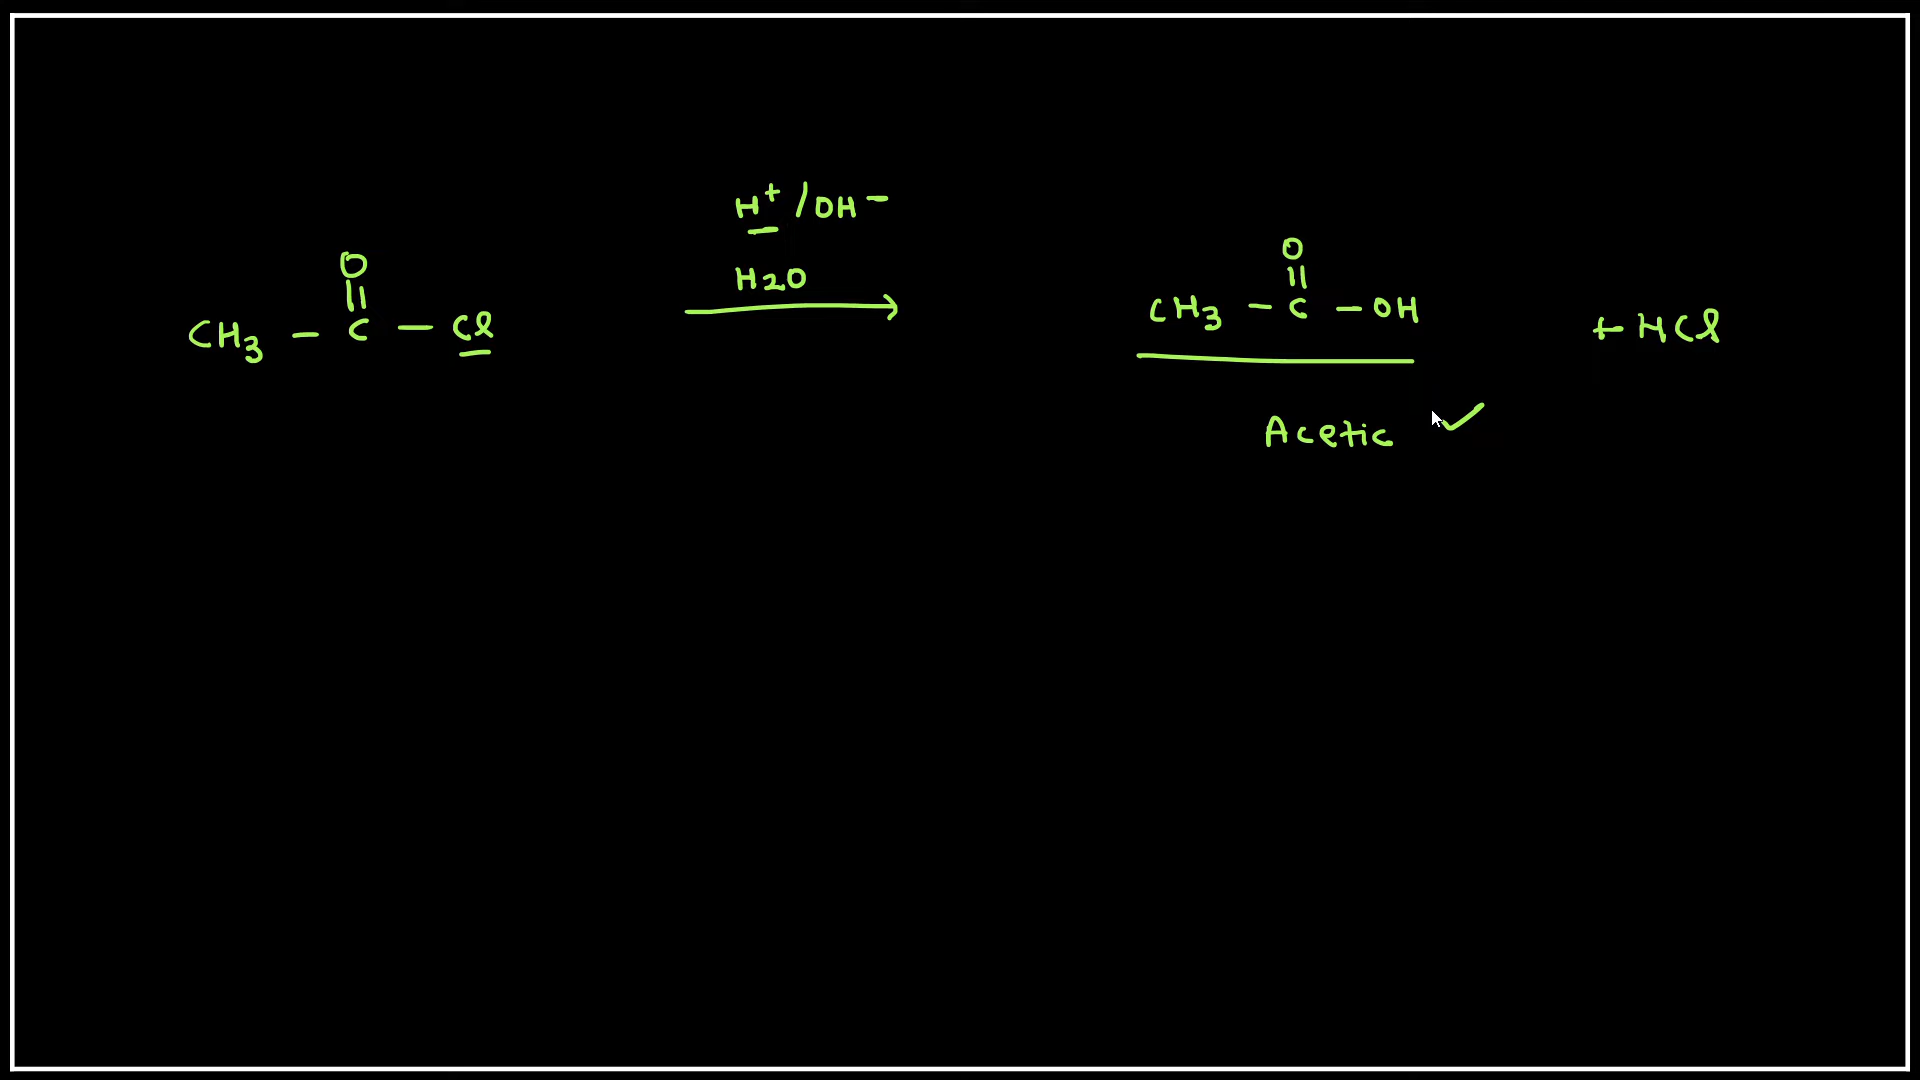 H+ / OH -
H2O
O
||
CH3 - C - Cl
O
||
CH3 - C - OH
+ HCl
Acetic